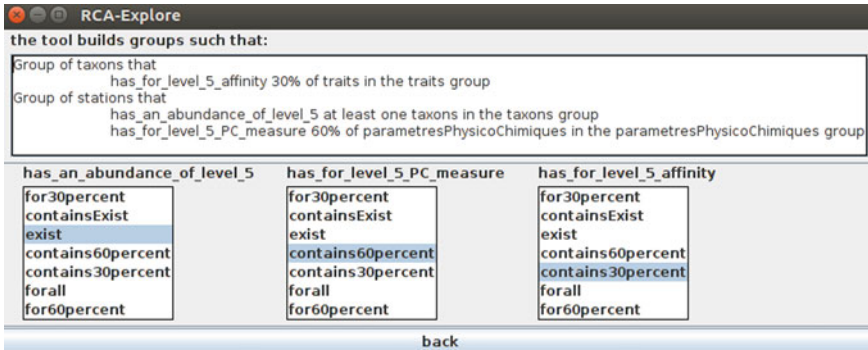 RCA-Explore
the tool builds groups such that:
Group of taxons that
has_for_level_5_affinity 30% of traits in the traits group
Group of stations that
has_an_abundance_of_level_5 at least one taxons in the taxons group
has_for_level_5_PC_measure 60% of parametresPhysicoChimiques in the parametresPhysicoChimiques group
has_an_abundance_of_level_5 has_for_level_5_PC_measure has_for_level_5_affinity
for30percent for30percent for30percent
containsExist containsExist containsExist
exist exist exist
contains60percent contains60percent contains60percent
contains30percent contains30percent contains30percent
forall forall forall
for60percent for60percent for60percent
back